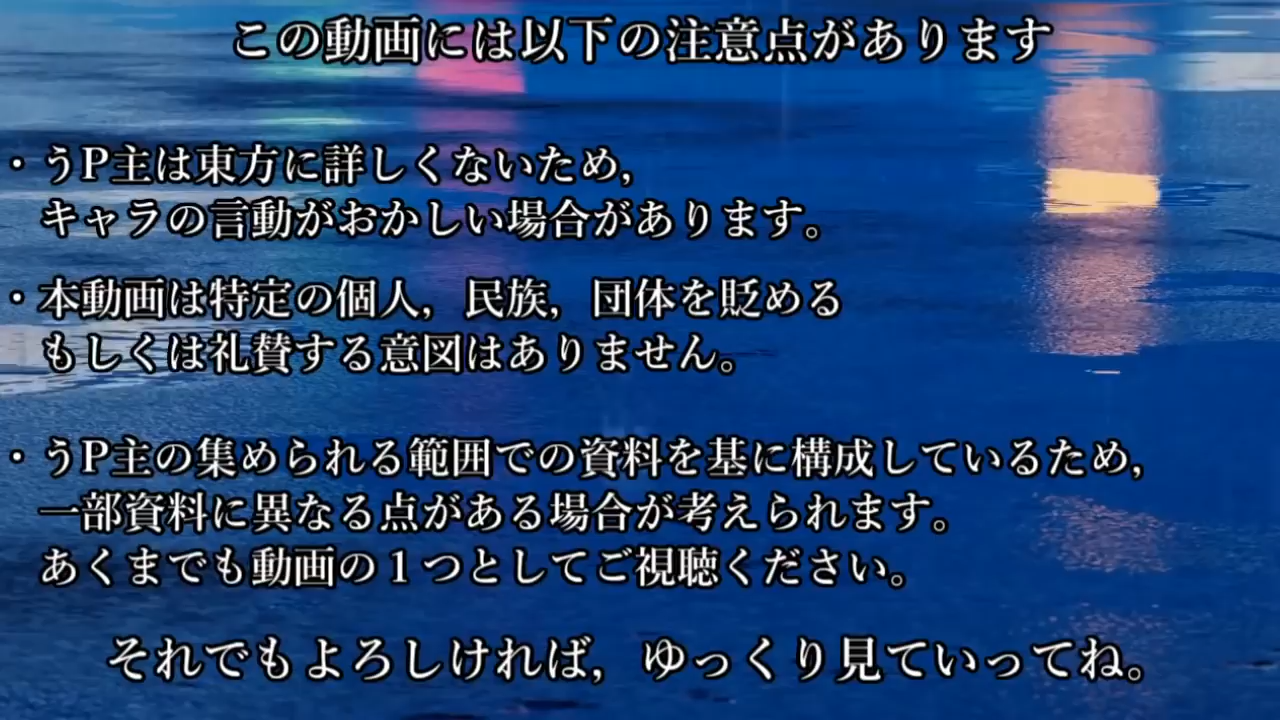 この動画には以下の注意点があります
・うP主は東方に詳しくないため，
キャラの言動がおかしい場合があります。
・本動画は特定の個人，民族，団体を貶める
もしくは礼賛する意図はありません。
・うP主の集められる範囲での資料を基に構成しているため，
一部資料に異なる点がある場合が考えられます。
あくまでも動画の１つとしてご視聴ください。
それでもよろしければ，ゆっくり見ていってね。